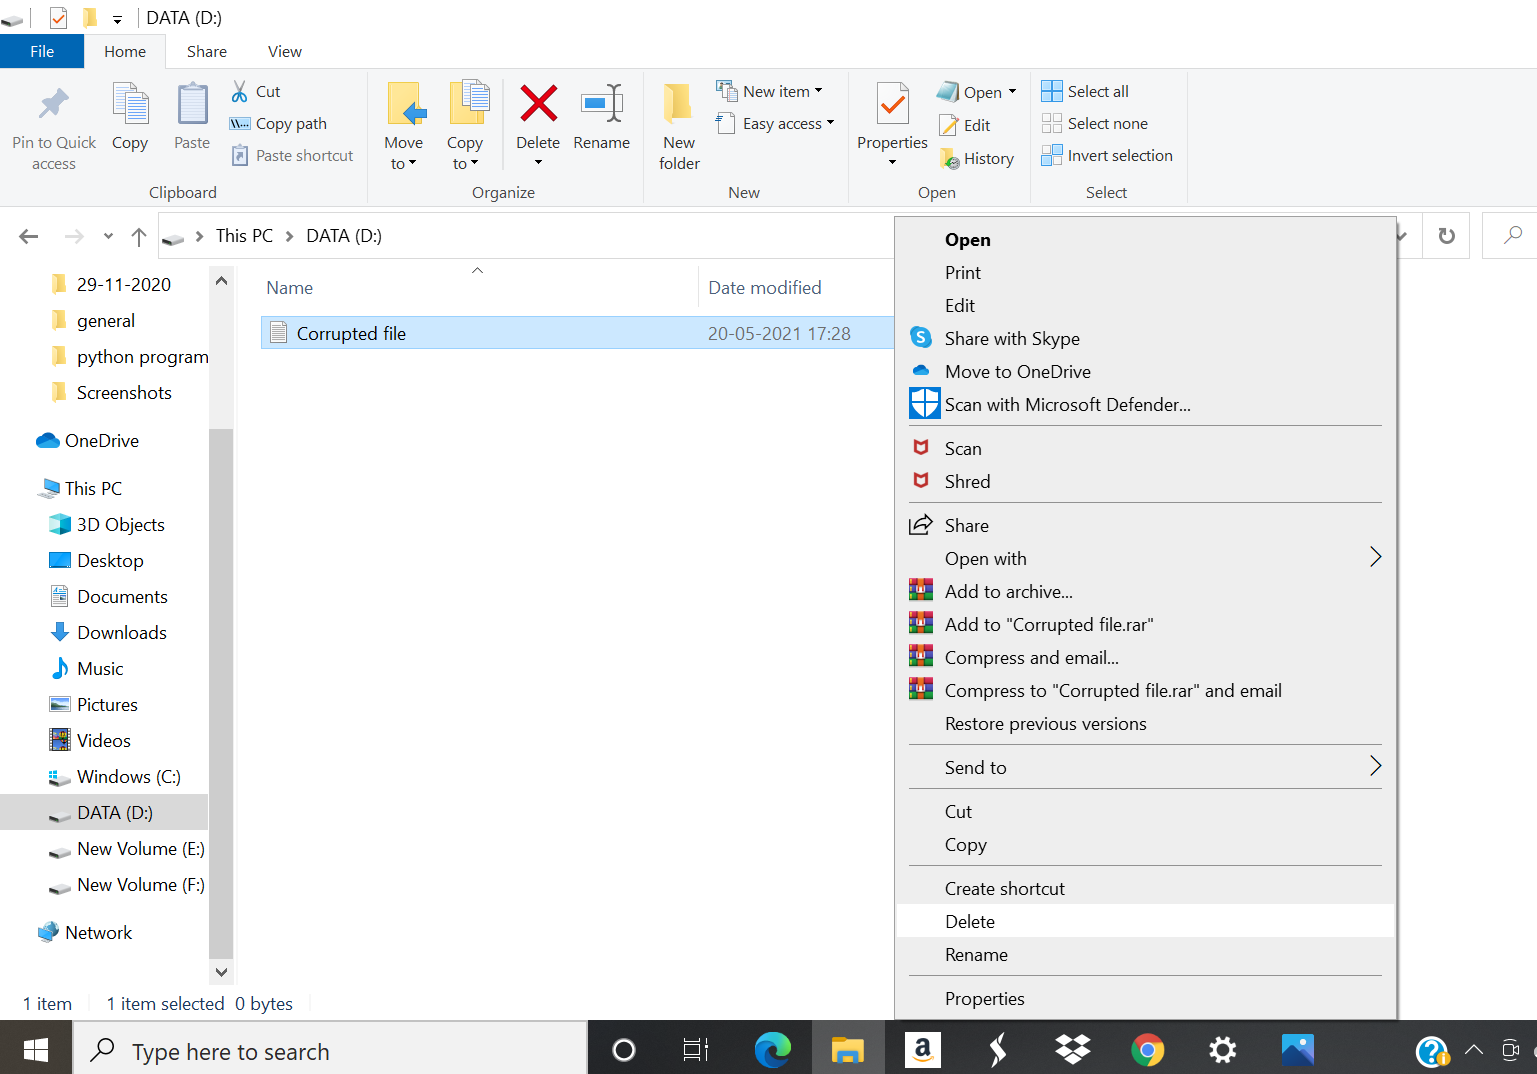 DATA (D:)
File Home Share View
Pin to Quick access
Copy
Paste
Cut
Copy path
Paste shortcut
Clipboard
Move to
Copy to
Delete
Rename
Organize
New folder
New item
Easy access
New
Properties
Open
Edit
History
Open
Select all
Select none
Invert selection
Select
This PC DATA (D:)
29-11-2020
general
python program
Screenshots
OneDrive
This PC
3D Objects
Desktop
Documents
Downloads
Music
Pictures
Videos
Windows (C:)
DATA (D:)
New Volume (E:)
New Volume (F:)
Network
Name Date modified
Corrupted file 20-05-2021 17:28
Open
Print
Edit
Share with Skype
Move to OneDrive
Scan with Microsoft Defender...
Scan
Shred
Share
Open with
Add to archive...
Add to "Corrupted file.rar"
Compress and email...
Compress to "Corrupted file.rar" and email
Restore previous versions
Send to
Cut
Copy
Create shortcut
Delete
Rename
Properties
1 item 1 item selected 0 bytes
Type here to search